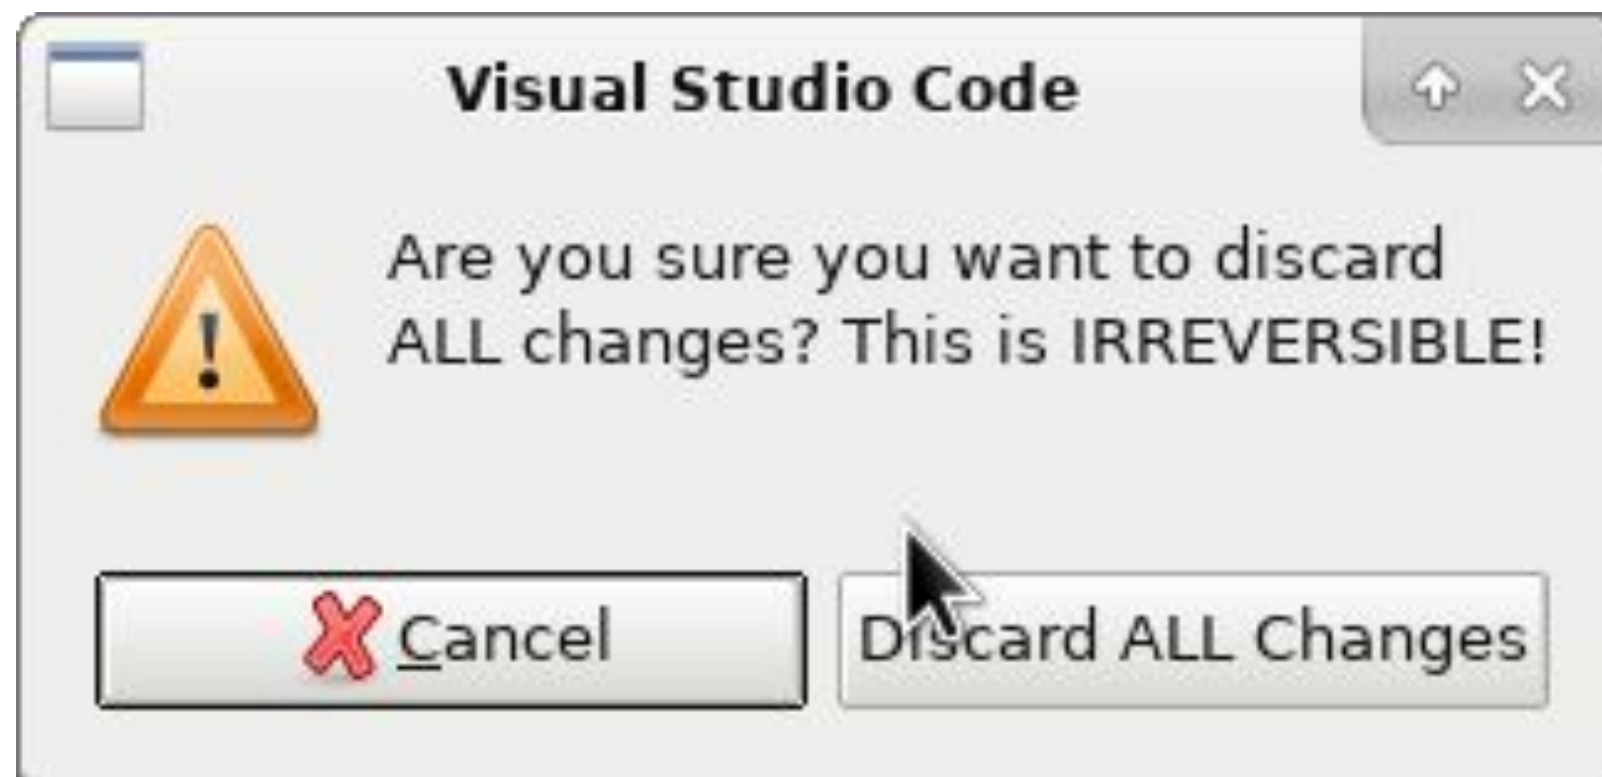 Visual Studio Code
Are you sure you want to discard
ALL changes? This is IRREVERSIBLE!
Cancel
Discard ALL Changes